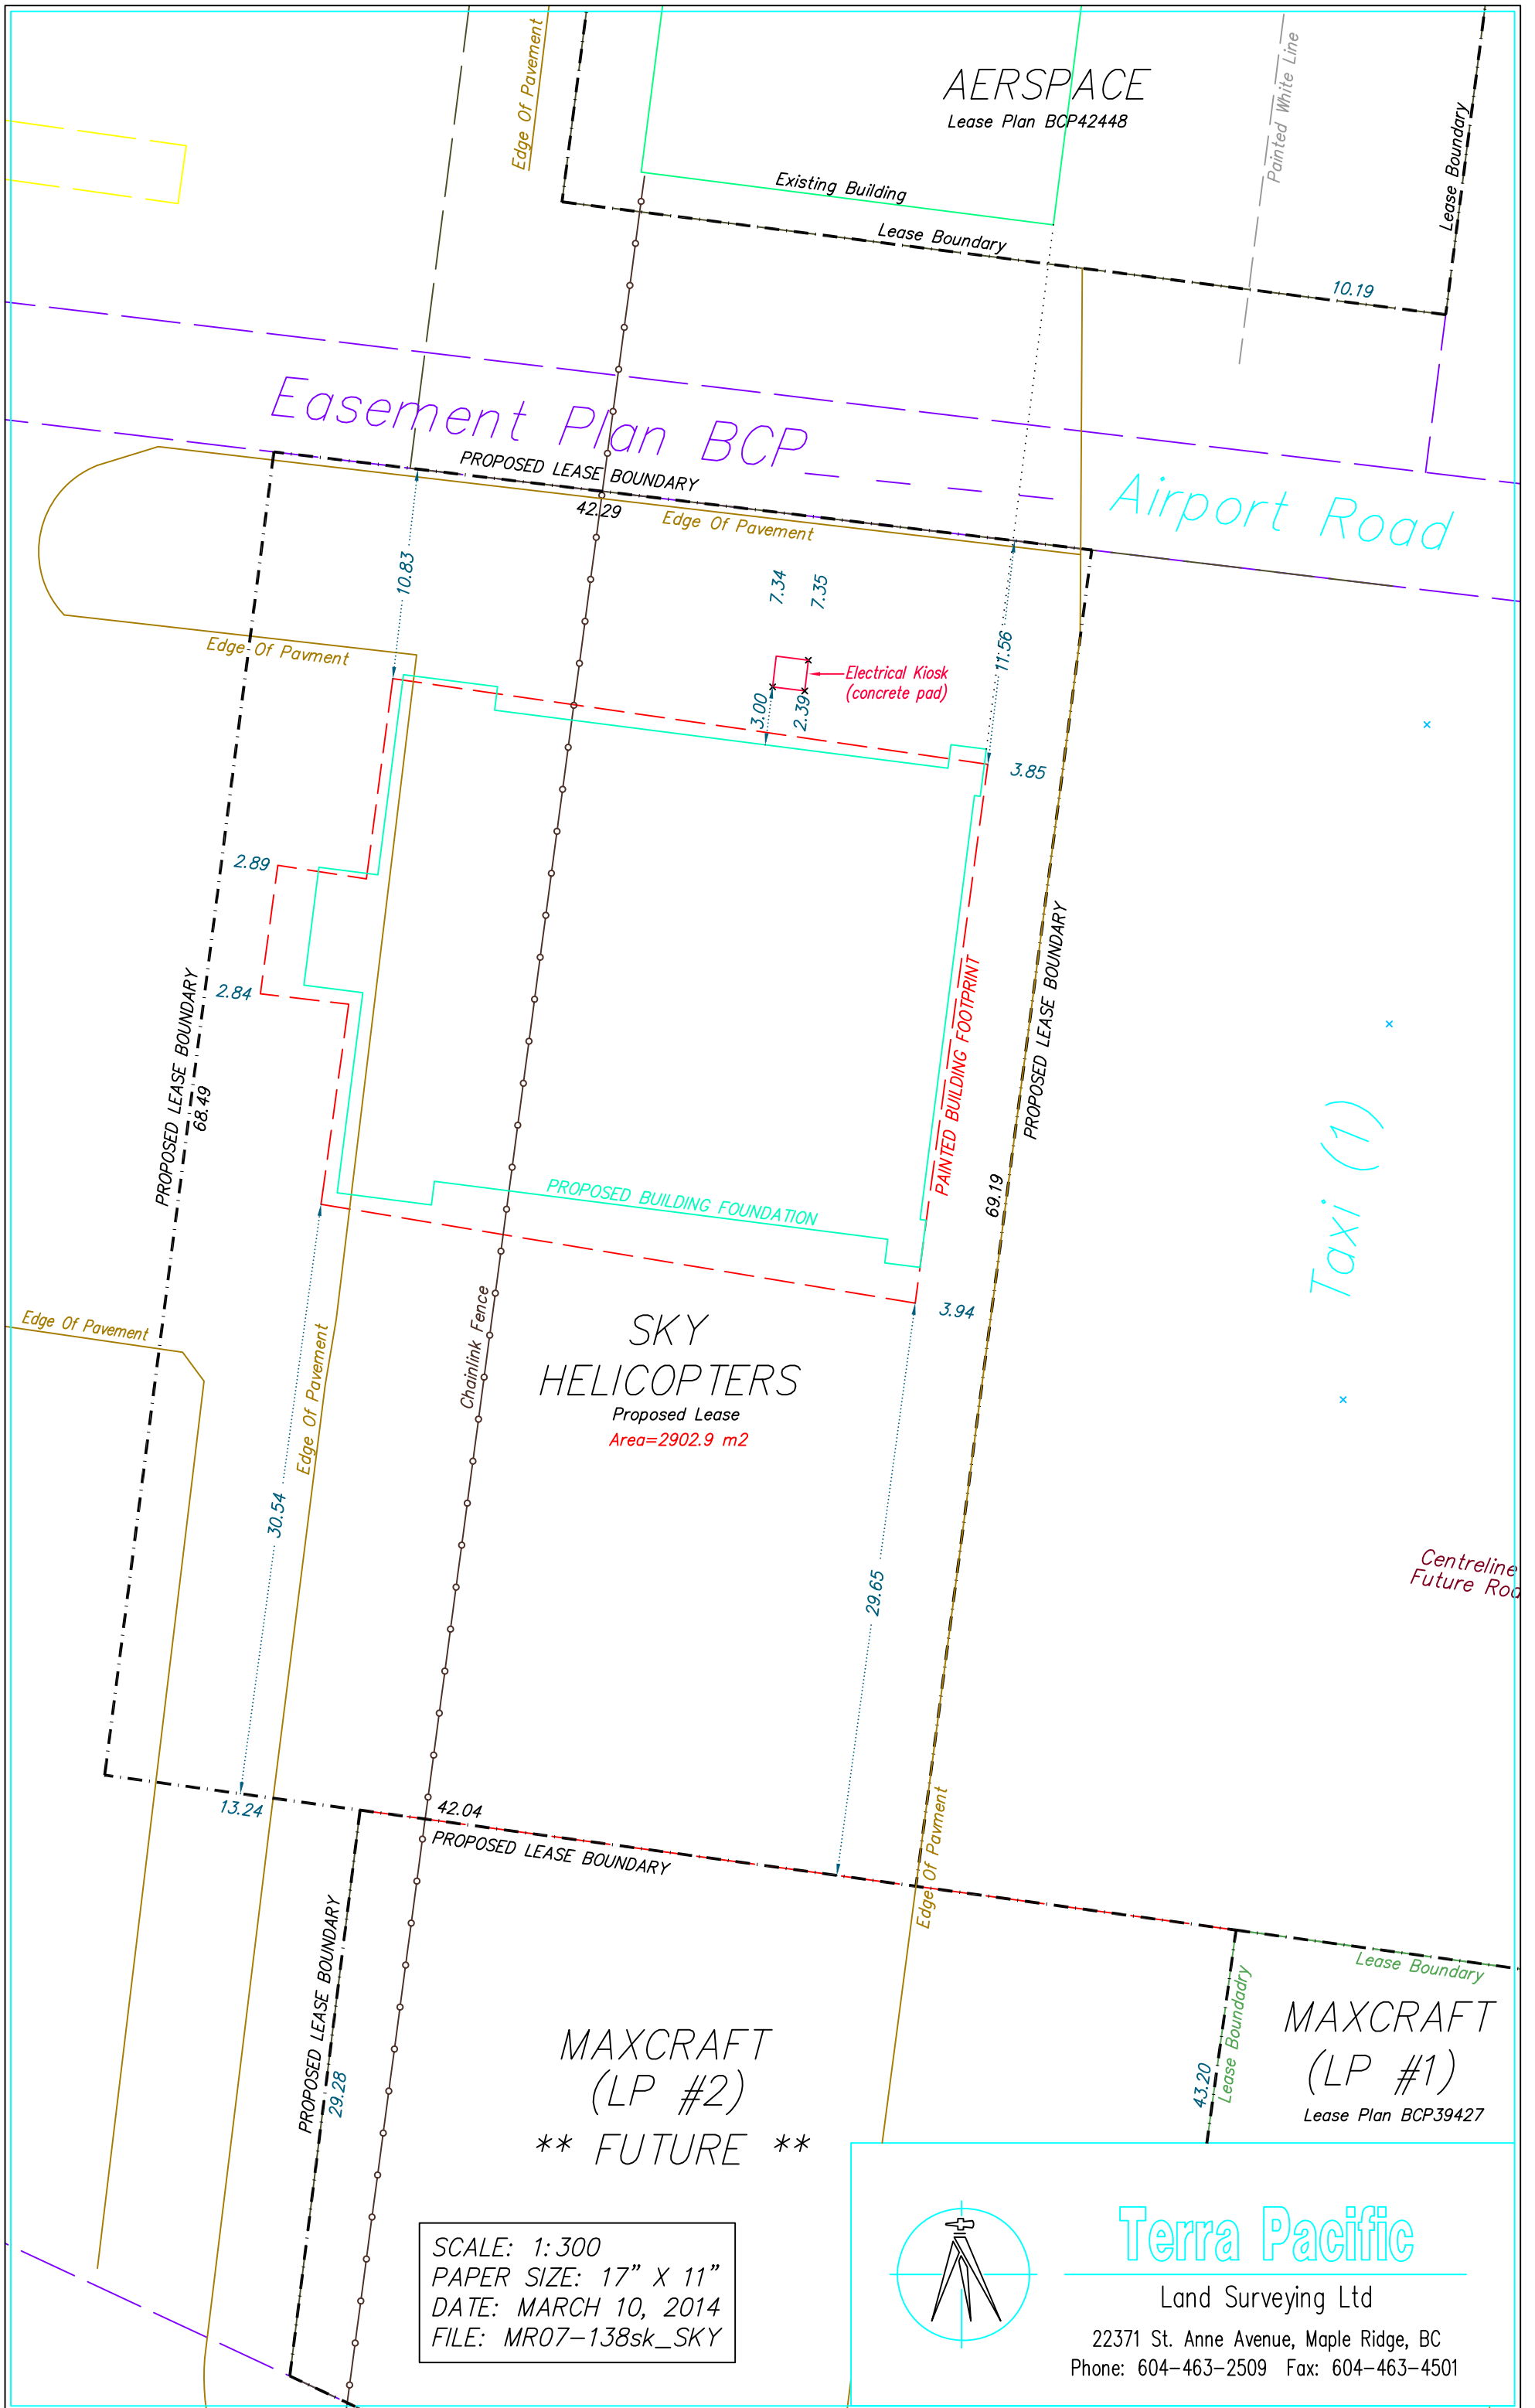 Edge Of Pavement
AERSPACE
Lease Plan BCP42448
Painted White Line
Lease Boundary
Existing Building
Lease Boundary
10.19
Easement Plan BCP
PROPOSED LEASE BOUNDARY
42.29
Edge Of Pavement
Airport Road
10.83
7.34
7.35
11.56
Edge Of Pavment
Electrical Kiosk
(concrete pad)
3.00
2.39
3.85
2.89
2.84
PROPOSED LEASE BOUNDARY
68.49
PAINTED BUILDING FOOTPRINT
PROPOSED LEASE BOUNDARY
69.19
Taxi (1)
PROPOSED BUILDING FOUNDATION
3.94
Edge Of Pavement
Edge Of Pavement
Chainlink Fence
SKY
HELICOPTERS
Proposed Lease
Area=2902.9 m2
30.54
29.65
Centreline
Future
13.24
42.04
PROPOSED LEASE BOUNDARY
Edge Of Pavment
PROPOSED LEASE BOUNDARY
29.28
Lease Boundary
Lease Boundadry
43.20
MAXCRAFT
(LP #2)
** FUTURE **
MAXCRAFT
(LP #1)
Lease Plan BCP39427
SCALE: 1:300
PAPER SIZE: 17" X 11"
DATE: MARCH 10, 2014
FILE: MR07-138sk_SKY
Terra Pacific
Land Surveying Ltd
22371 St. Anne Avenue, Maple Ridge, BC
Phone: 604-463-2509 Fax: 604-463-4501